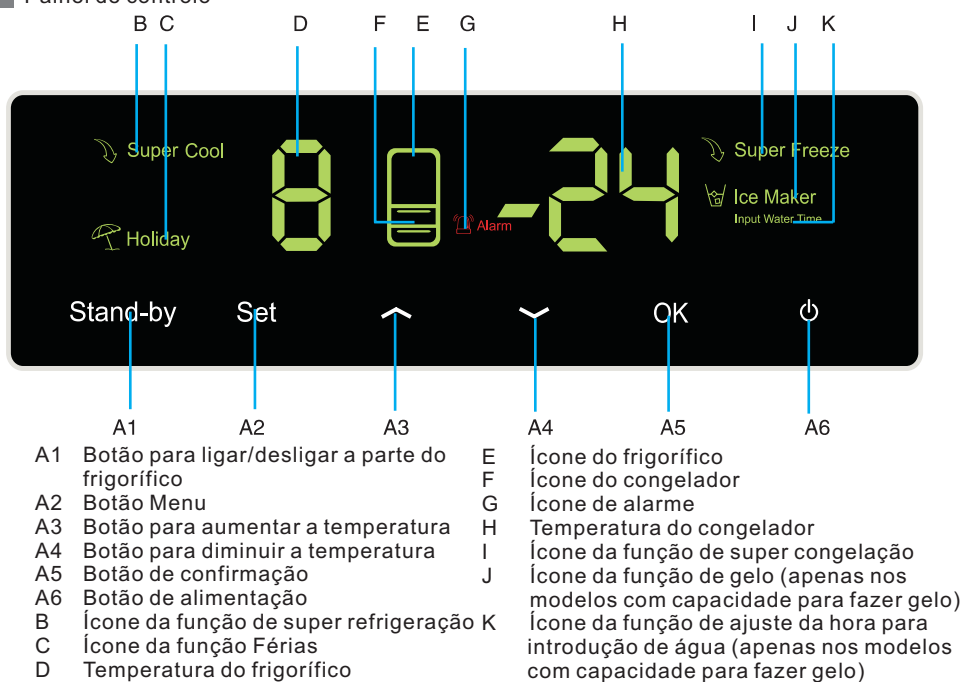 Painel de controlo
B C D F E G H I J K
Super Cool
8
-24
Super Freeze
Ice Maker
Input Water Time
Alarm
Holiday
Stand-by Set OK
A1 A2 A3 A4 A5 A6
A1 Botão para ligar/desligar a parte do
frigorífico
A2 Botão Menu
A3 Botão para aumentar a temperatura
A4 Botão para diminuir a temperatura
A5 Botão de confirmação
A6 Botão de alimentação
B Ícone da função de super refrigeração
C Ícone da função Férias
D Temperatura do frigorífico
E Ícone do frigorífico
F Ícone do congelador
G Ícone de alarme
H Temperatura do congelador
I Ícone da função de super congelação
J Ícone da função de gelo (apenas nos
modelos com capacidade para fazer gelo)
K Ícone da função de ajuste da hora para
introdução de água (apenas nos modelos
com capacidade para fazer gelo)